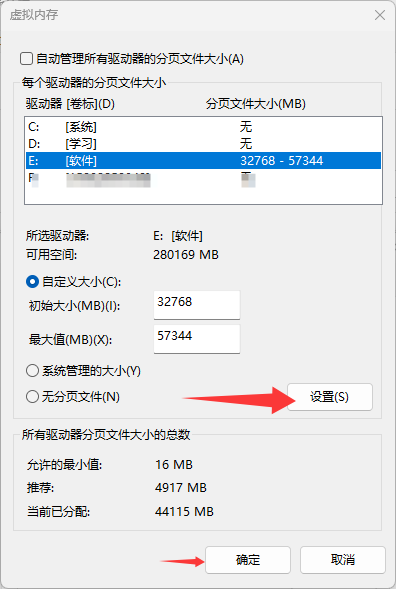 虚拟内存
自动管理所有驱动器的分页文件大小(A)
每个驱动器的分页文件大小
驱动器 [卷标](D) 分页文件大小(MB)
C: [系统] 无
D: [学习] 无
E: [软件] 32768 - 57344
所选驱动器: E: [软件]
可用空间: 280169 MB
自定义大小(C):
初始大小(MB)(I): 32768
最大值(MB)(X): 57344
系统管理的大小(Y)
无分页文件(N) 设置(S)
所有驱动器分页文件大小的总数
允许的最小值: 16 MB
推荐: 4917 MB
当前已分配: 44115 MB
确定 取消